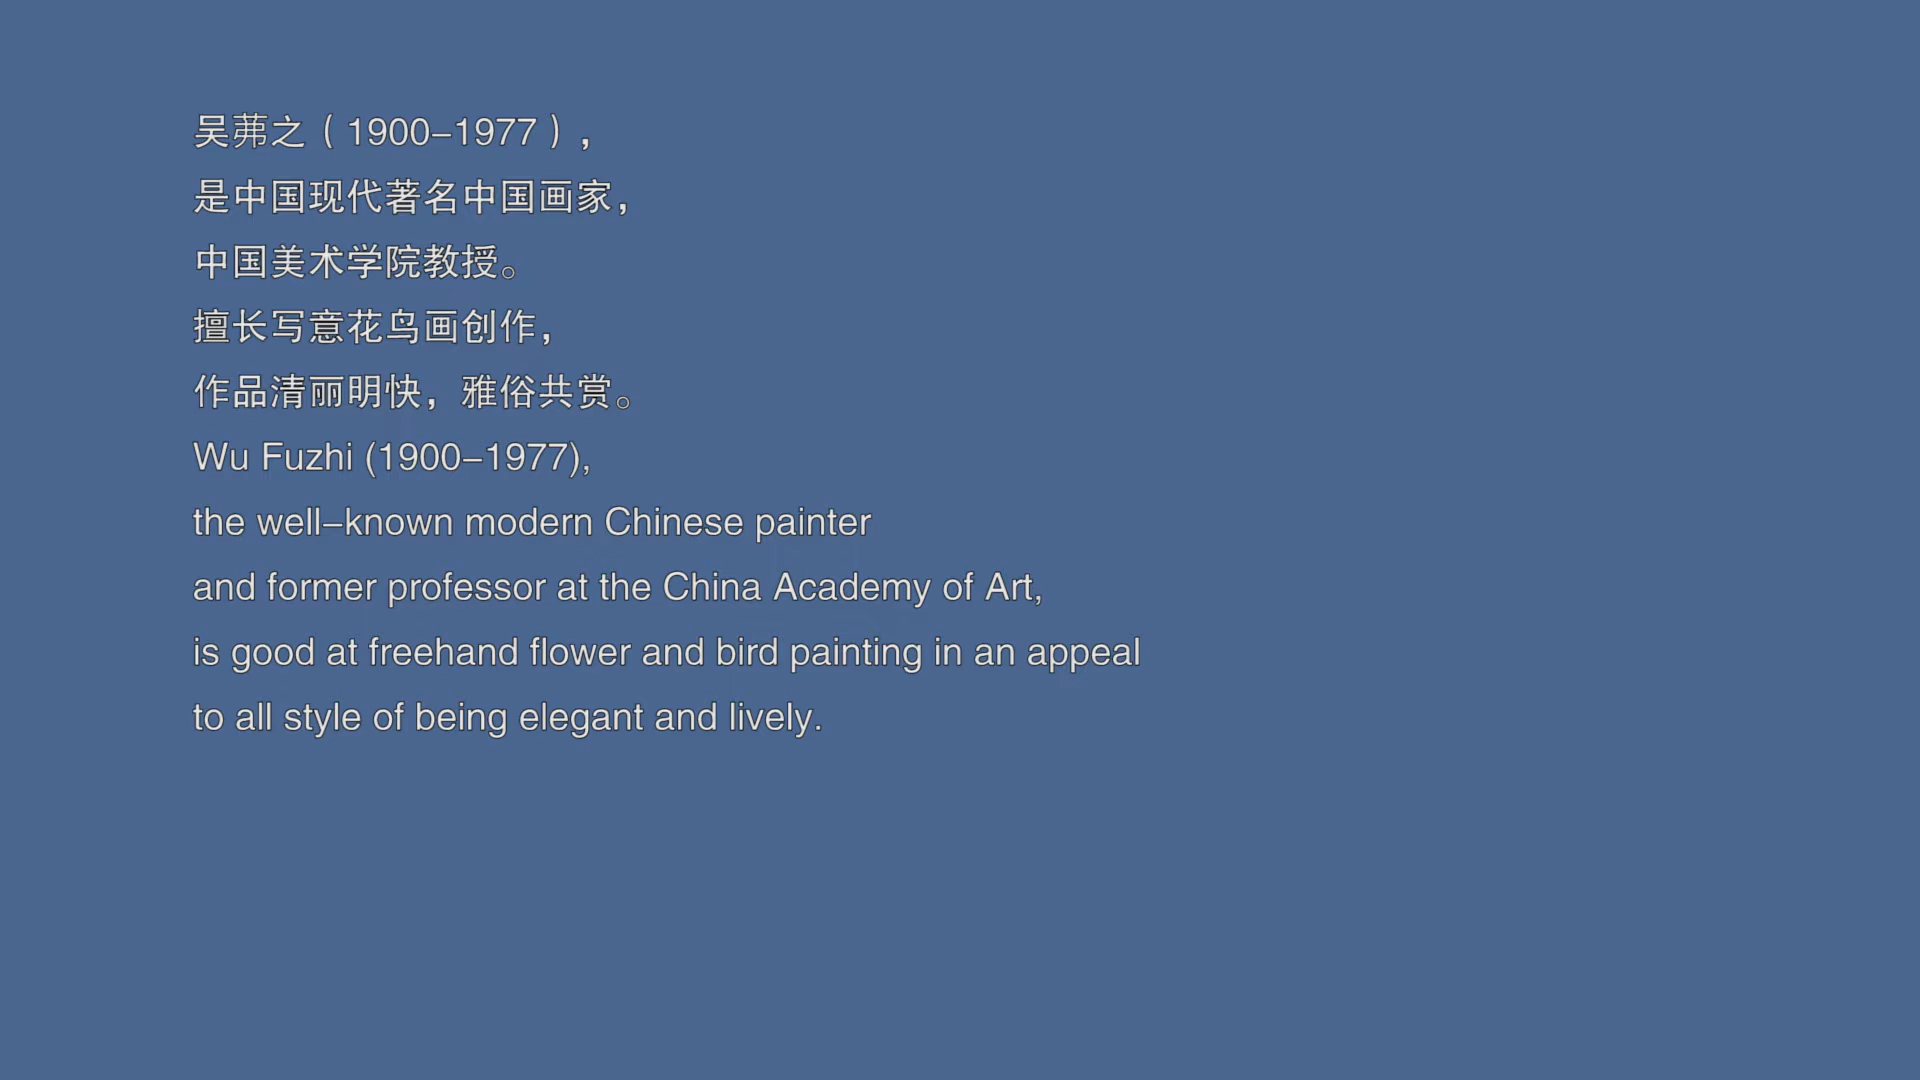 吴茀之（1900–1977），
是中国现代著名中国画家，
中国美术学院教授。
擅长写意花鸟画创作，
作品清丽明快，雅俗共赏。
Wu Fuzhi (1900–1977),
the well–known modern Chinese painter
and former professor at the China Academy of Art,
is good at freehand flower and bird painting in an appeal
to all style of being elegant and lively.